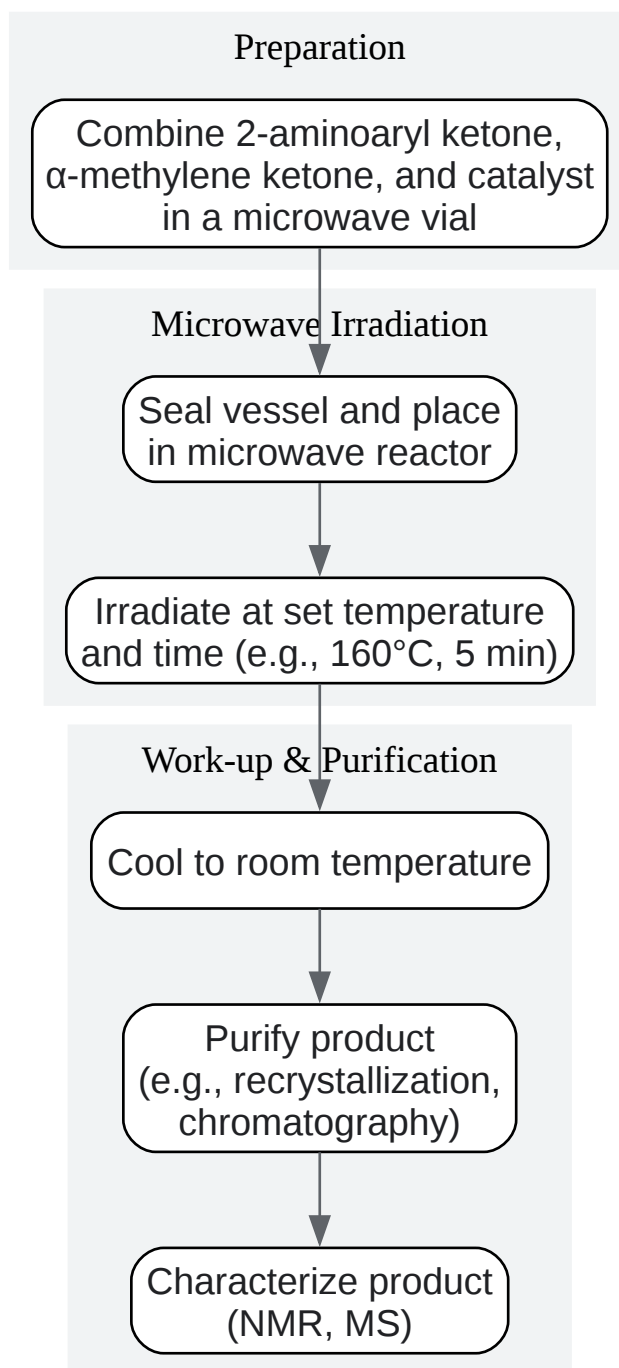 Preparation
Combine 2-aminoaryl ketone,
α-methylene ketone, and catalyst
in a microwave vial
Microwave Irradiation
Seal vessel and place
in microwave reactor
Irradiate at set temperature
and time (e.g., 160°C, 5 min)
Work-up & Purification
Cool to room temperature
Purify product
(e.g., recrystallization,
chromatography)
Characterize product
(NMR, MS)